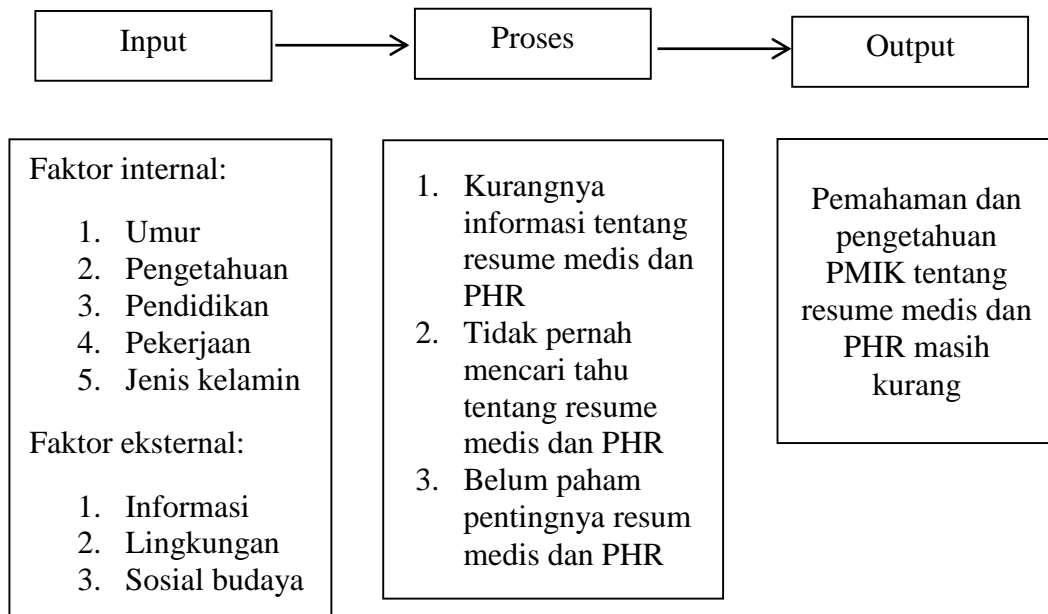 Input
Proses
Output
Faktor internal:
1. Umur
2. Pengetahuan
3. Pendidikan
4. Pekerjaan
5. Jenis kelamin
Faktor eksternal:
1. Informasi
2. Lingkungan
3. Sosial budaya
1. Kurangnya
informasi tentang
resume medis dan
PHR
2. Tidak pernah
mencari tahu
tentang resume
medis dan PHR
3. Belum paham
pentingnya resum
medis dan PHR
Pemahaman dan
pengetahuan
PMIK tentang
resume medis dan
PHR masih
kurang